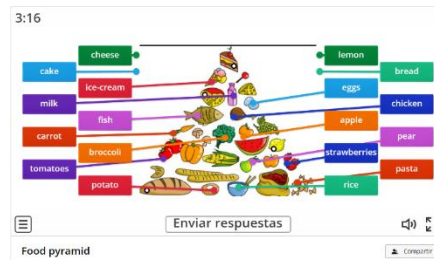 3:16
cheese
lemon
cake
bread
ice-cream
eggs
milk
chicken
fish
apple
carrot
pear
broccoli
strawberries
tomatoes
pasta
potato
rice
Enviar respuestas
Food pyramid
Compartir